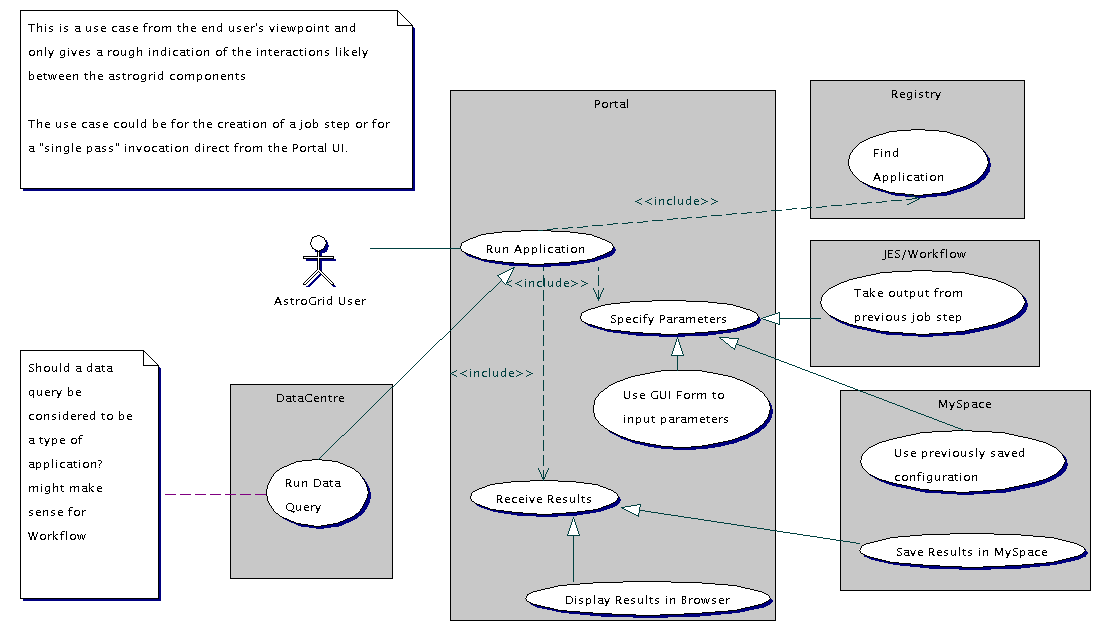 This is a use case from the end user's viewpoint and
only gives a rough indication of the interactions likely
between the astrogrid components
The use case could be for the creation of a job step or for
a "single pass" invocation direct from the Portal UI.
Portal
Registry
Find
Application
<<include>>
Run Application
AstroGrid User
<<include>>
JES/Workflow
Take output from
previous job step
Specify Parameters
<<include>>
Use GUI Form to
input parameters
Should a data
query be
considered to be
a type of
application?
might make
sense for
Workflow
DataCentre
Run Data
Query
MySpace
Use previously saved
configuration
Receive Results
Save Results in MySpace
Display Results in Browser